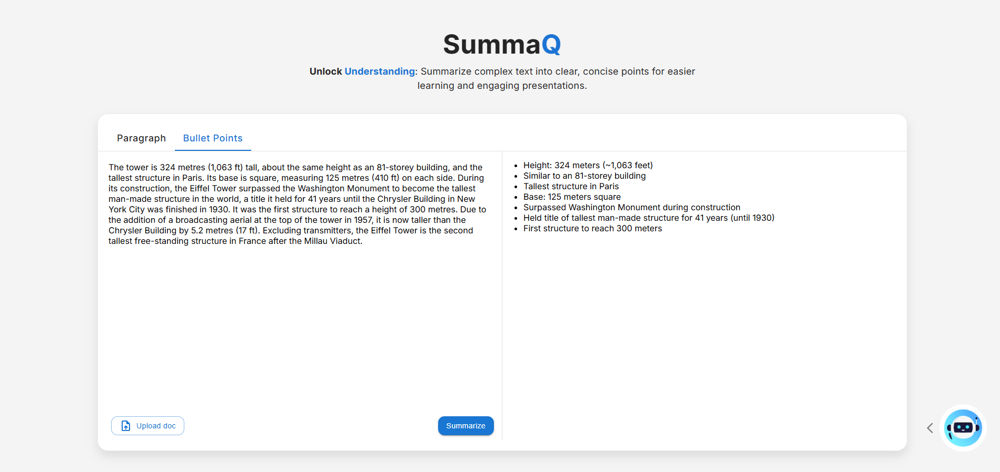 SummaQ
Unlock Understanding: Summarize complex text into clear, concise points for easier
learning and engaging presentations.
Paragraph
Bullet Points
The tower is 324 metres (1,063 ft) tall, about the same height as an 81-storey building, and the
tallest structure in Paris. Its base is square, measuring 125 metres (410 ft) on each side. During
its construction, the Eiffel Tower surpassed the Washington Monument to become the tallest
man-made structure in the world, a title it held for 41 years until the Chrysler Building in New
York City was finished in 1930. It was the first structure to reach a height of 300 metres. Due to
the addition of a broadcasting aerial at the top of the tower in 1957, it is now taller than the
Chrysler Building by 5.2 metres (17 ft). Excluding transmitters, the Eiffel Tower is the second
tallest free-standing structure in France after the Millau Viaduct.
Upload doc
Summarize
• Height: 324 meters (~1,063 feet)
• Similar to an 81-storey building
• Tallest structure in Paris
• Base: 125 meters square
• Surpassed Washington Monument during construction
• Held title of tallest man-made structure for 41 years (until 1930)
• First structure to reach 300 meters